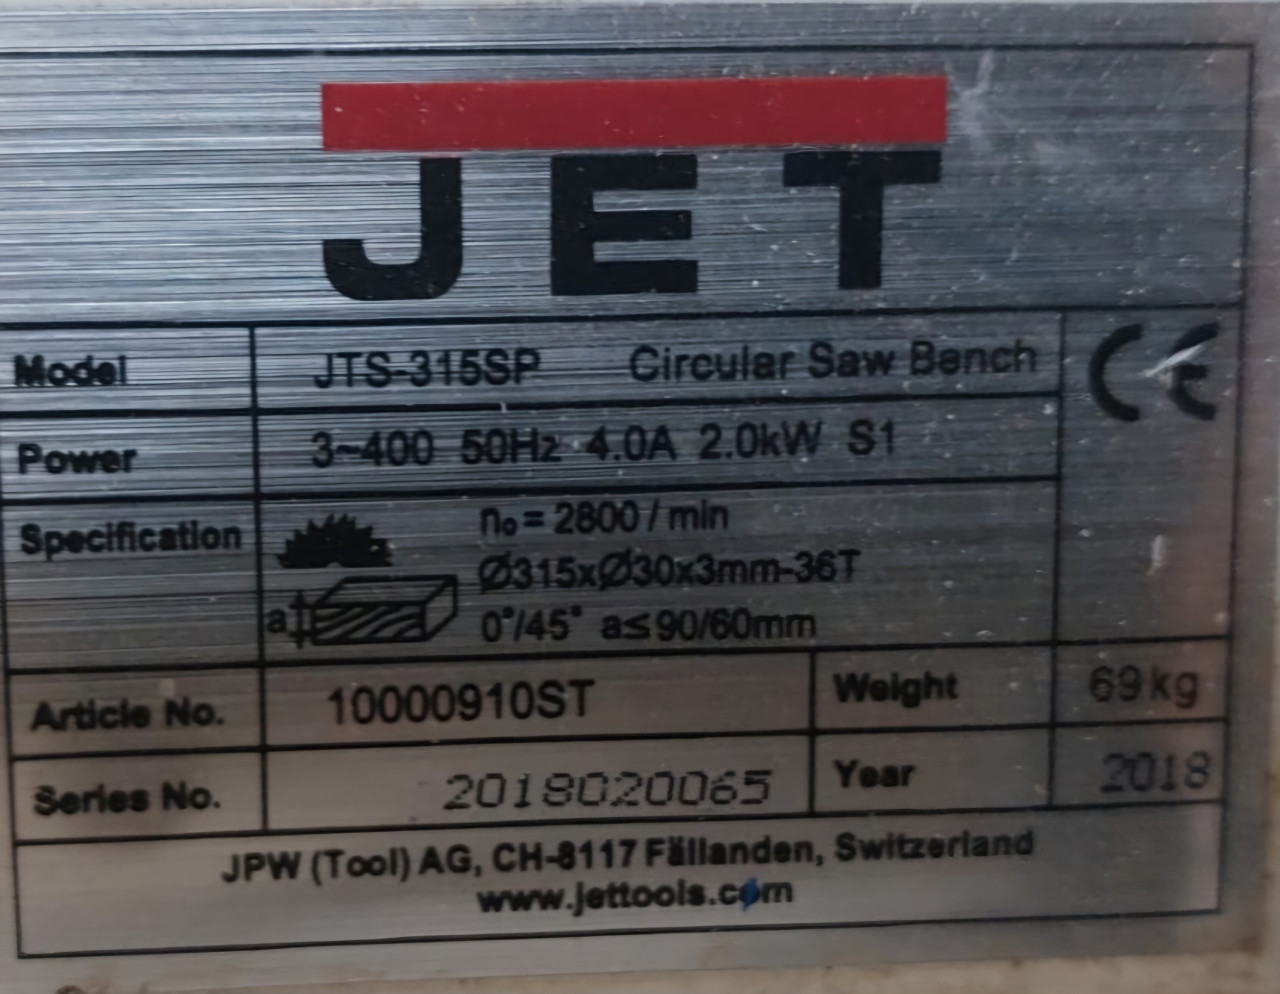 JET
Model JTS-315SP Circular Saw Bench CE
Power 3~400 50Hz 4.0A 2.0kW S1
Specification n₀ = 2800 / min
Ø315xØ30x3mm-36T
a 0°/45° a≤90/60mm
Article No. 10000910ST Weight 69kg
Series No. 2018020065 Year 2018
JPW (Tool) AG, CH-8117 Fällanden, Switzerland
www.jettools.com